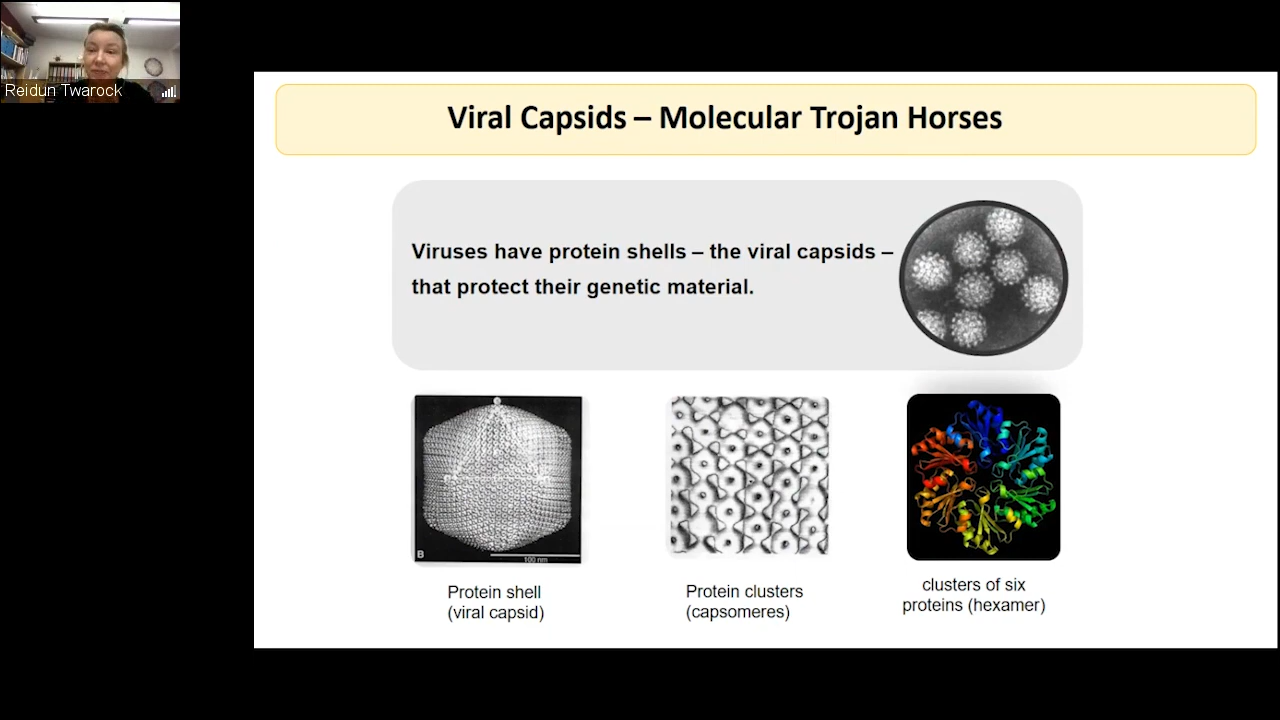 Reidun Twarock
Viral Capsids – Molecular Trojan Horses
Viruses have protein shells – the viral capsids –
that protect their genetic material.
B
100 nm
Protein shell
(viral capsid)
Protein clusters
(capsomeres)
clusters of six
proteins (hexamer)